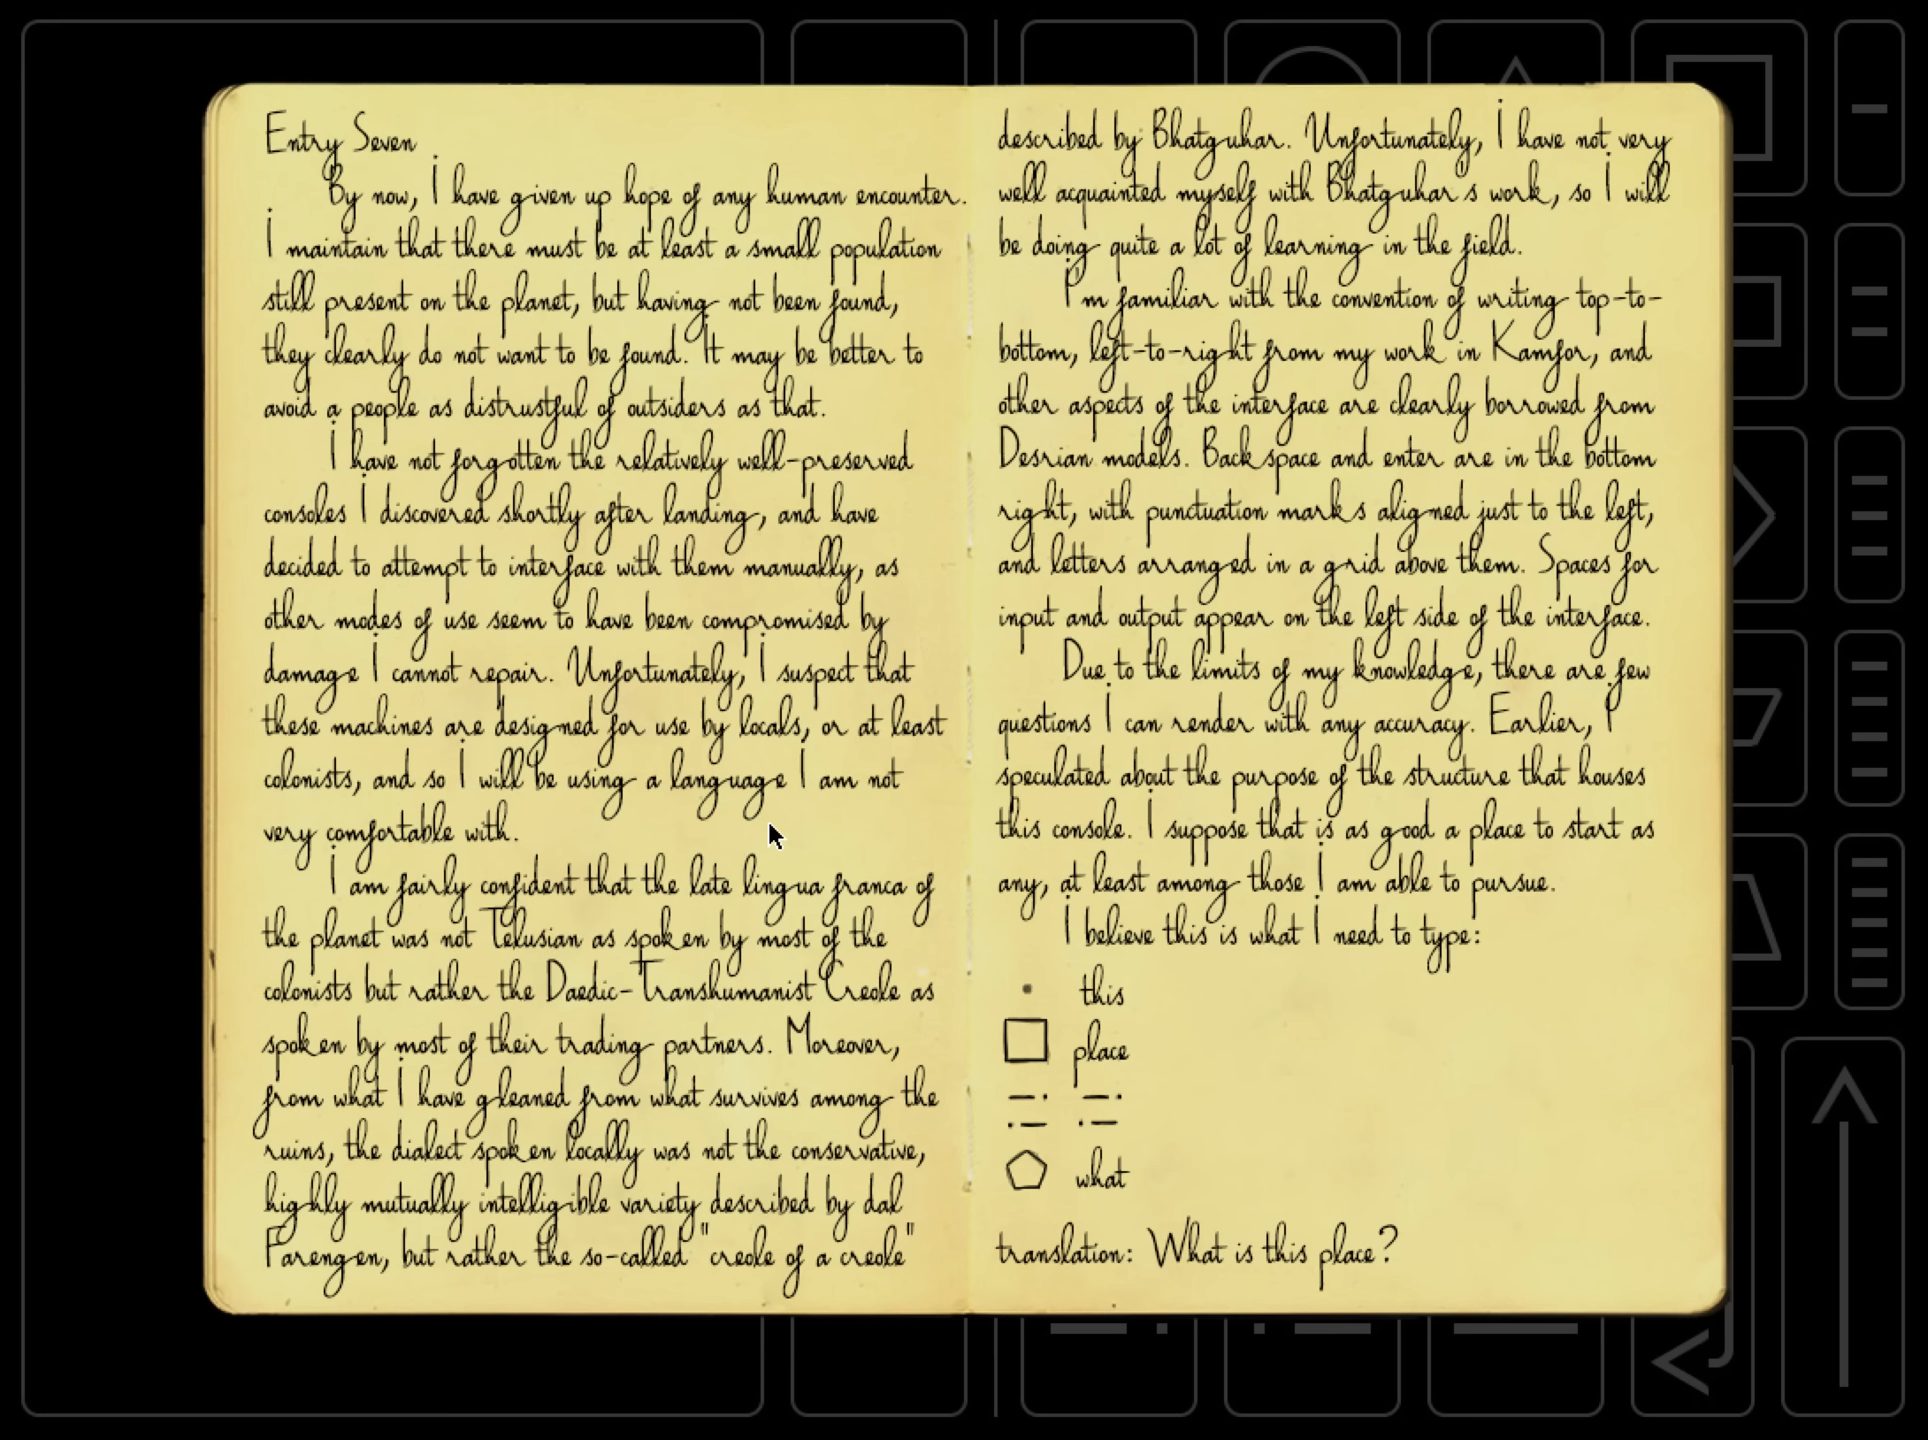 Entry Seven
By now, I have given up hope of any human encounter.
I maintain that there must be at least a small population
still present on the planet, but having not been found,
they clearly do not want to be found. It may be better to
avoid a people as distrustful of outsiders as that.
I have not forgotten the relatively well-preserved
consoles I discovered shortly after landing, and have
decided to attempt to interface with them manually, as
other modes of use seem to have been compromised by
damage I cannot repair. Unfortunately, I suspect that
these machines are designed for use by locals, or at least
colonists, and so I will be using a language I am not
very comfortable with.
I am fairly confident that the late lingua franca of
the planet was not Telusian as spoken by most of the
colonists but rather the Daedic-Transhumanist Creole as
spoken by most of their trading partners. Moreover,
from what I have gleaned from what survives among the
ruins, the dialect spoken locally was not the conservative,
highly mutually intelligible variety described by dal
Farengen, but rather the so-called "creole of a creole"
described by Bhatguhar. Unfortunately, I have not very
well acquainted myself with Bhatguhar s work, so I will
be doing quite a lot of learning in the field.
I'm familiar with the convention of writing top-to-
bottom, left-to-right from my work in Kamfor, and
other aspects of the interface are clearly borrowed from
Desrian models. Backspace and enter are in the bottom
right, with punctuation marks aligned just to the left,
and letters arranged in a grid above them. Spaces for
input and output appear on the left side of the interface.
Due to the limits of my knowledge, there are few
questions I can render with any accuracy. Earlier, I
speculated about the purpose of the structure that houses
this console. I suppose that is as good a place to start as
any, at least among those I am able to pursue.
I believe this is what I need to type:
this
place
what
translation: What is this place?